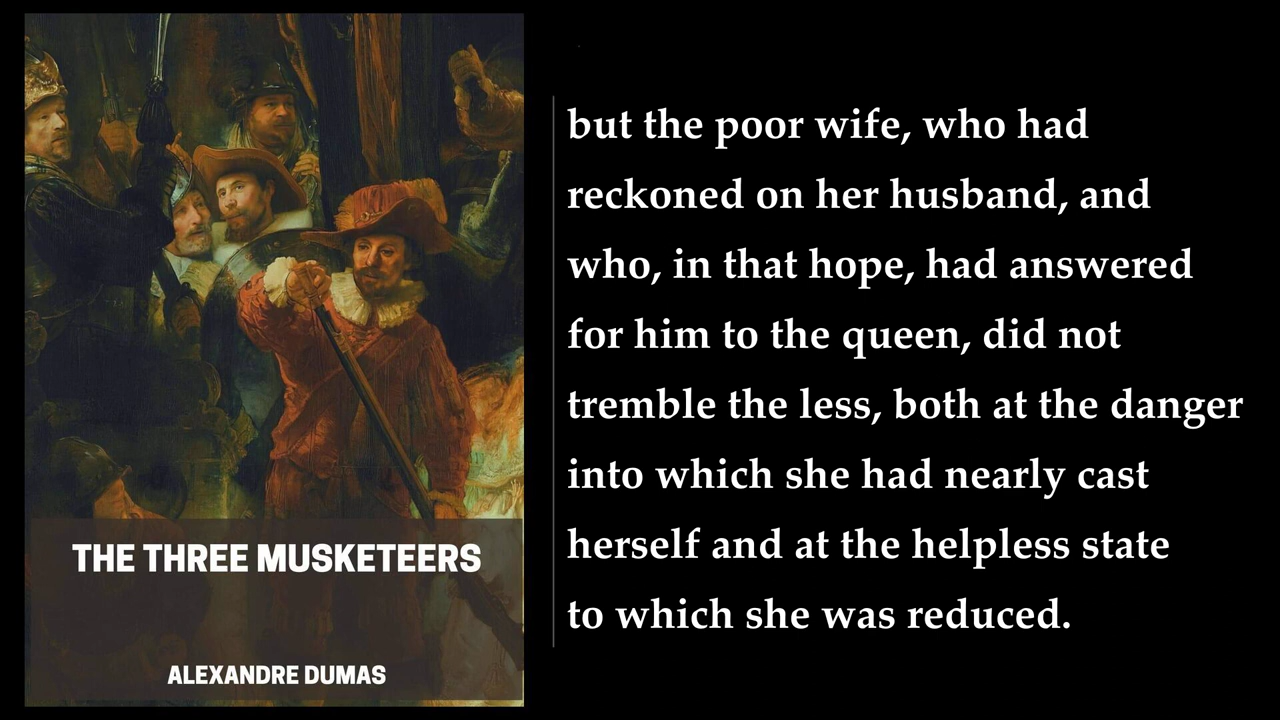 THE THREE MUSKETEERS
ALEXANDRE DUMAS
but the poor wife, who had
reckoned on her husband, and
who, in that hope, had answered
for him to the queen, did not
tremble the less, both at the danger
into which she had nearly cast
herself and at the helpless state
to which she was reduced.